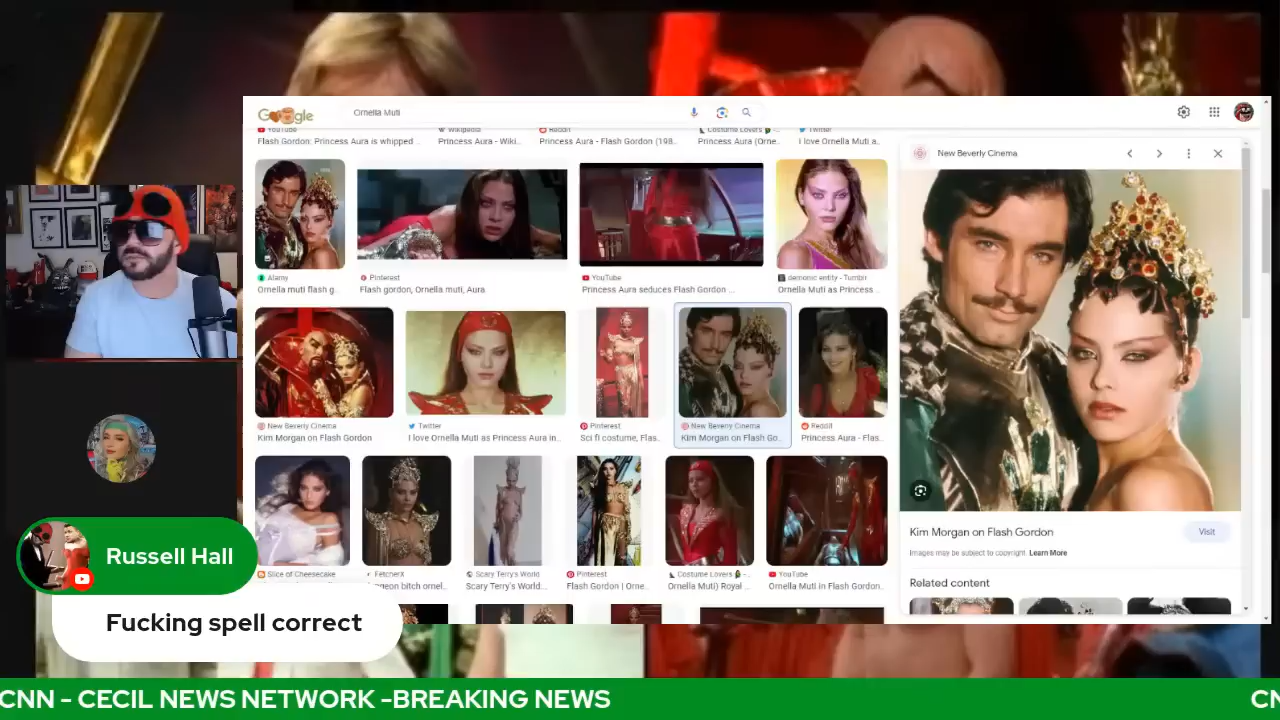 Google
Ornella Muti
YouTube
Flash Gordon: Princess Aura is whipped ...
Wikipedia
Princess Aura - Wiki...
Reddit
Princess Aura - Flash Gordon (198..
Costume Lovers
Princess Aura (Orne..
Twitter
I love Ornella Muti a..
New Beverly Cinema
Alamy
Ornella muti flash g..
Pinterest
Flash gordon, Ornella muti, Aura
YouTube
Princess Aura seduces Flash Gordon ...
demonic entity - Tumblr
Ornella Muti as Princess ..
New Beverly Cinema
Kim Morgan on Flash Gordon
Twitter
I love Ornella Muti as Princess Aura in..
Pinterest
Sci fi costume, Flas..
New Beverly Cinema
Kim Morgan on Flash Go..
Reddit
Princess Aura - Flas..
Slice of Cheesecake
FetcherX
Scary Terry's World
Scary Terry's World...
Pinterest
Flash Gordon | Orne..
Costume Lovers
Ornella Muti) Royal ...
YouTube
Ornella Muti in Flash Gordon..
Kim Morgan on Flash Gordon
Visit
Images may be subject to copyright. Learn More
Related content
Russell Hall
Fucking spell correct
CNN - CECIL NEWS NETWORK -BREAKING NEWS
CN